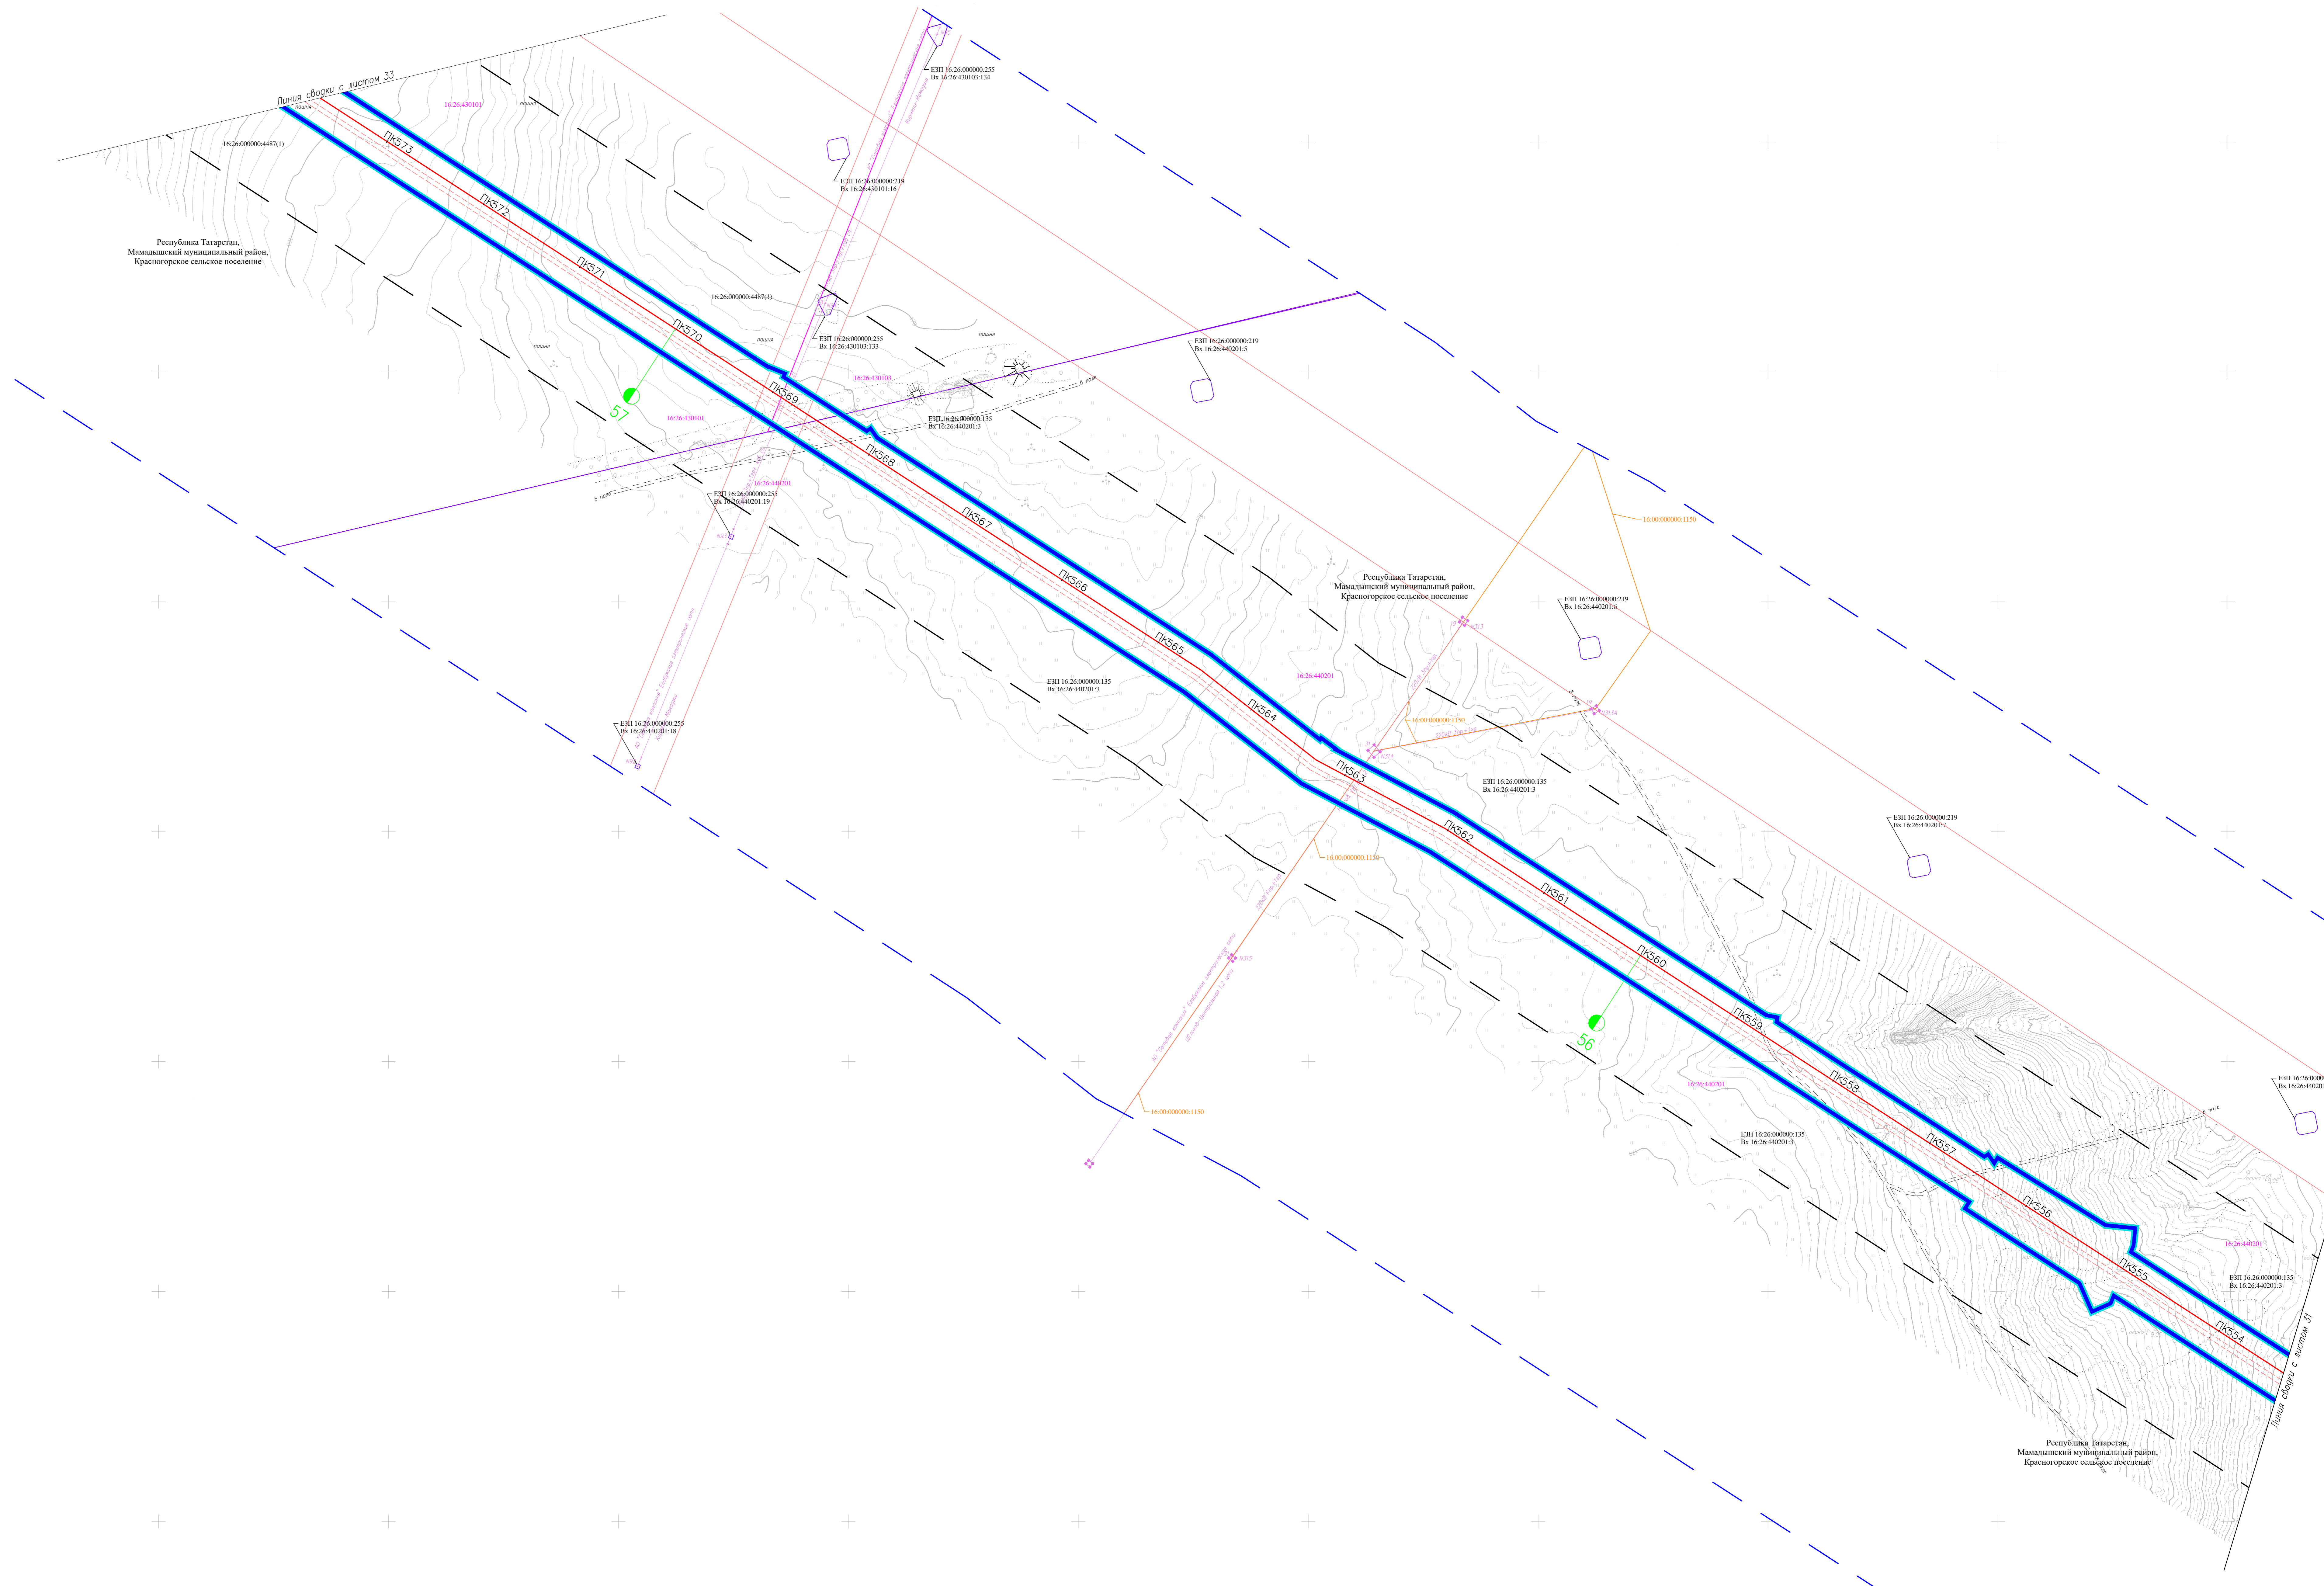 Линия сводки с листом 33
пашня
16:26:430101
пашня
16:26:000000:4487(1)
ЕЗП 16:26:000000:255
Вх 16:26:430103:134
ЕЗП 16:26:000000:219
Вх 16:26:430101:16
Республика Татарстан,
Мамадышский муниципальный район,
Красногорское сельское поселение
ПК573
ПК572
ПК571
ПК570
16:26:000000:4487(1)
пашня
пашня
пашня
ЕЗП 16:26:000000:255
Вх 16:26:430103:133
16:26:430103
ЕЗП 16:26:000000:219
Вх 16:26:440201:5
в поле
57
ПК569
16:26:430101
ЕЗП 16:26:000000:135
Вх 16:26:440201:3
ПК568
16:26:440201
в поле
ЕЗП 16:26:000000:255
Вх 16:26:440201:19
ПК567
16:00:000000:1150
ПК566
Республика Татарстан,
Мамадышский муниципальный район,
Красногорское сельское поселение
ЕЗП 16:26:000000:219
Вх 16:26:440201:6
ПК565
16:26:440201
ЕЗП 16:26:000000:135
Вх 16:26:440201:3
в поле
ПК564
16:00:000000:1150
ЕЗП 16:26:000000:255
Вх 16:26:440201:18
ПК563
ЕЗП 16:26:000000:135
Вх 16:26:440201:3
ПК562
16:00:000000:1150
ЕЗП 16:26:000000:219
Вх 16:26:440201:7
ПК561
ПК560
56
ПК559
ПК558
16:26:440201
16:00:000000:1150
ЕЗП 16:26:000000:135
Вх 16:26:440201:3
в поле
ПК557
ПК556
16:26:440201
ПК555
ЕЗП 16:26:000000:135
Вх 16:26:440201:3
ПК554
Линия сводки с листом 31
Республика Татарстан,
Мамадышский муниципальный район,
Красногорское сельское поселение